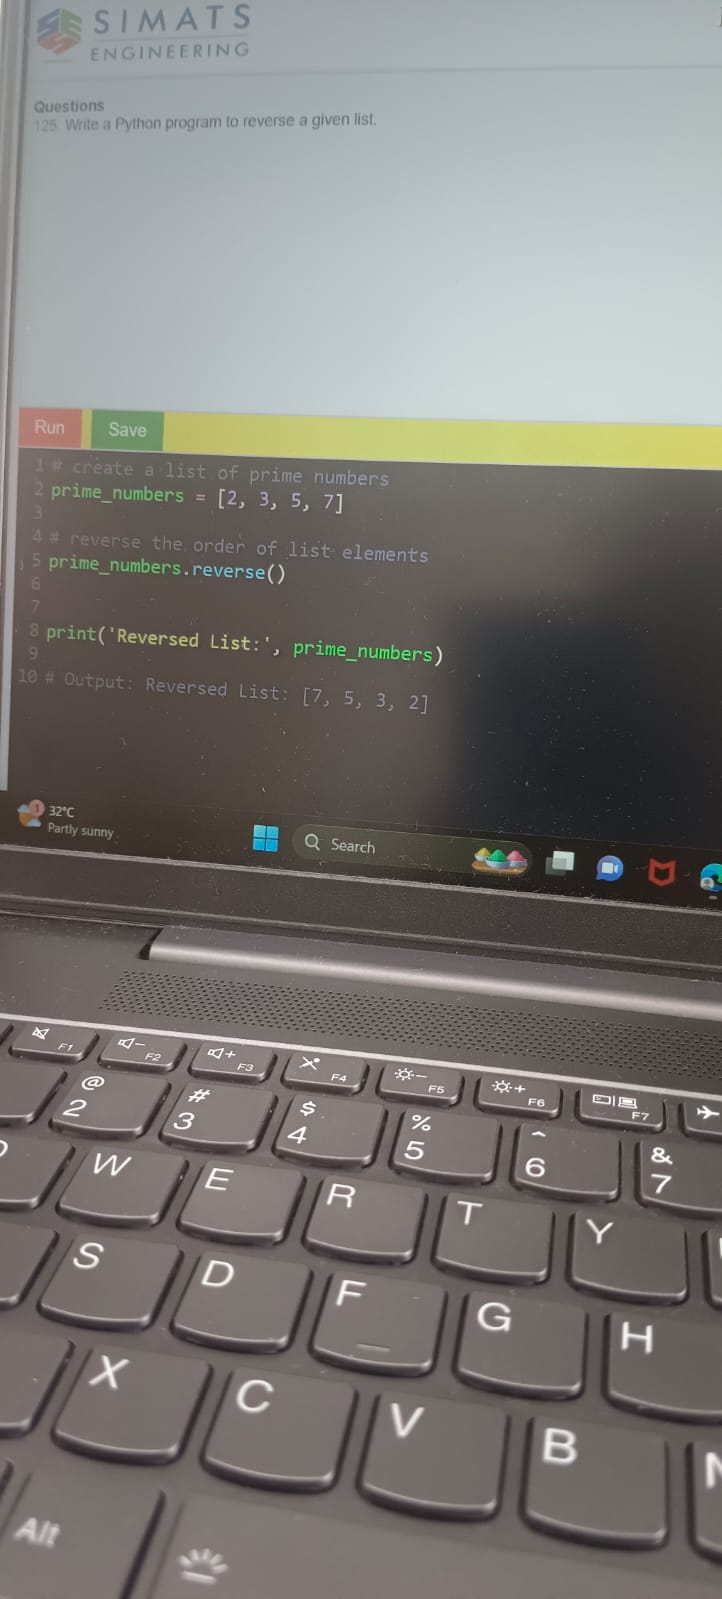 SIMATS
ENGINEERING
Questions
125. Write a Python program to reverse a given list.
Run Save
1 # create a list of prime numbers
2 prime_numbers = [2, 3, 5, 7]
3
4 # reverse the order of list elements
5 prime_numbers.reverse()
6
7
8 print('Reversed List:', prime_numbers)
9
10 # Output: Reversed List: [7, 5, 3, 2]
1
32°C
Partly sunny
Search
F1 F2 F3 F4 F5 F6 F7
@ # $ % ^ &
2 3 4 5 6 7
W E R T Y
S D F G H
X C V B
Alt